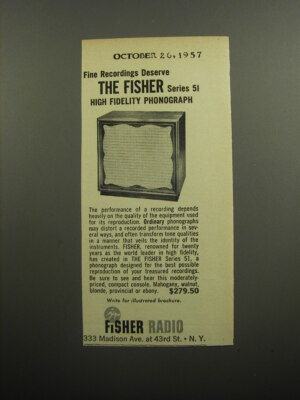 OCTOBER 26, 1957
Fine Recordings Deserve
THE FISHER Series 51
HIGH FIDELITY PHONOGRAPH
The performance of a recording depends
heavily on the quality of the equipment used
for its reproduction. Ordinary phonographs
may distort a recorded performance in sev-
eral ways, and often transform tone qualities
in a manner that veils the identity of the
instruments. FISHER, renowned for twenty
years as the world leader in high fidelity,
has created in THE FISHER Series 51, a
phonograph designed for the best possible
reproduction of your treasured recordings.
Be sure to see and hear this moderately-
priced, compact console. Mahogany, walnut,
blonde, provincial or ebony. $279.50
Write for illustrated brochure.
FISHER RADIO
333 Madison Ave. at 43rd St. • N. Y.